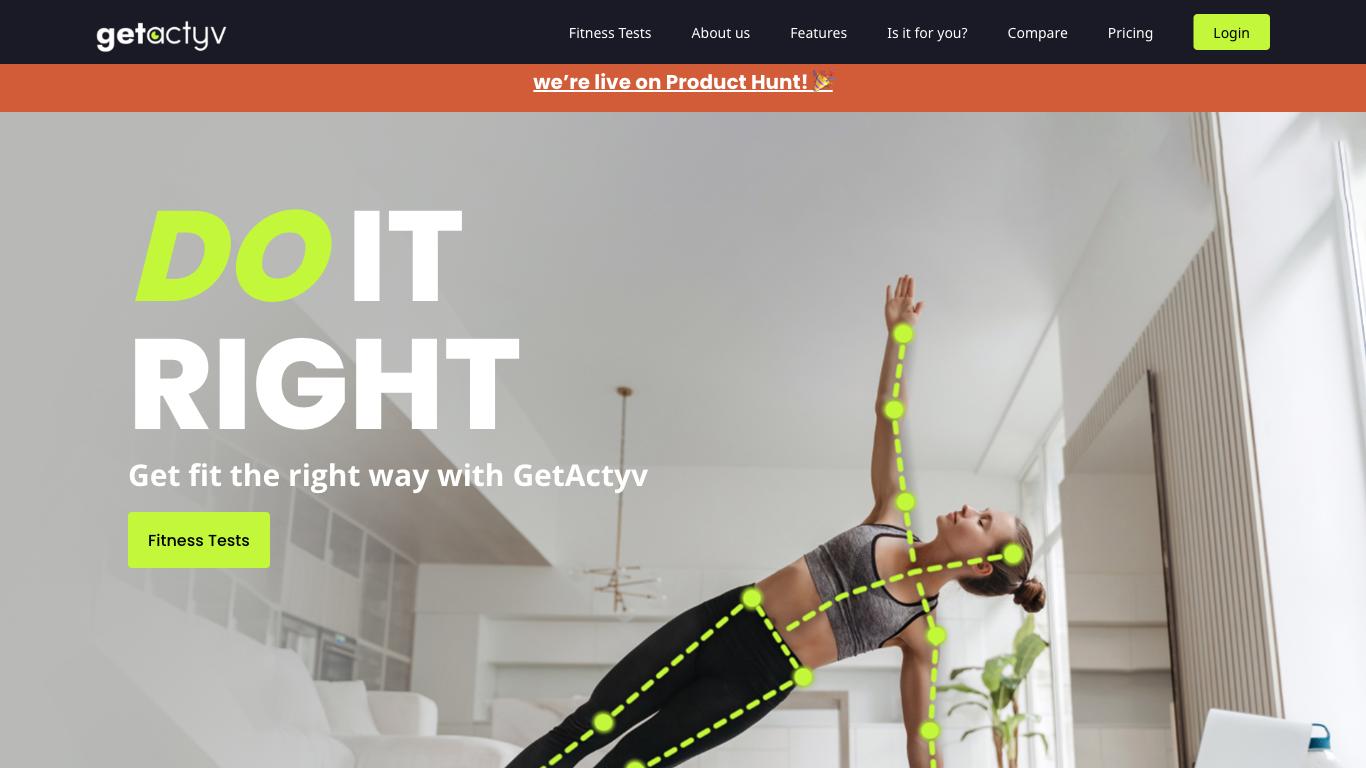 getactyv
Fitness Tests
About us
Features
Is it for you?
Compare
Pricing
Login
we’re live on Product Hunt! 🎉
DO IT
RIGHT
Get fit the right way with GetActyv
Fitness Tests